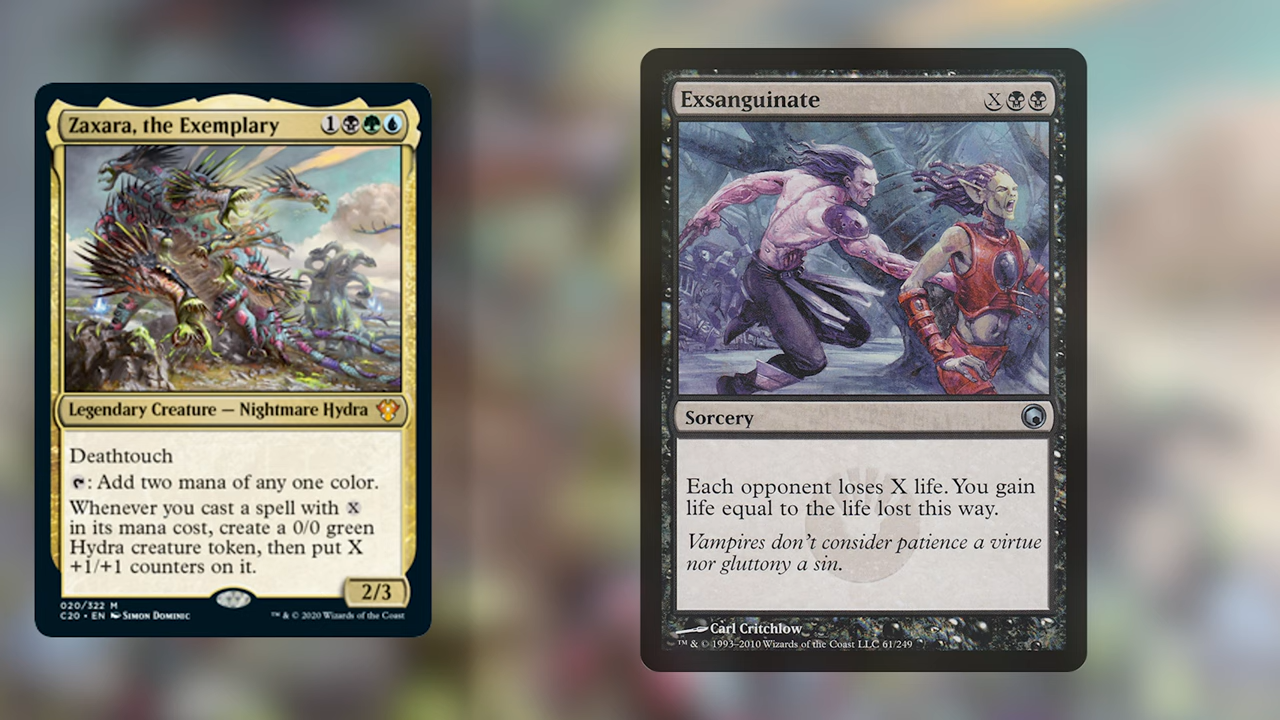 Zaxara, the Exemplary 1
Legendary Creature — Nightmare Hydra
Deathtouch
: Add two mana of any one color.
Whenever you cast a spell with X
in its mana cost, create a 0/0 green
Hydra creature token, then put X
+1/+1 counters on it.
2/3
020/322 M
C20 • EN Simon Dominic
™ & © 2020 Wizards of the Coast
Exsanguinate X
Sorcery
Each opponent loses X life. You gain
life equal to the life lost this way.
Vampires don't consider patience a virtue
nor gluttony a sin.
Carl Critchlow
™ & © 1993–2010 Wizards of the Coast LLC 61/249